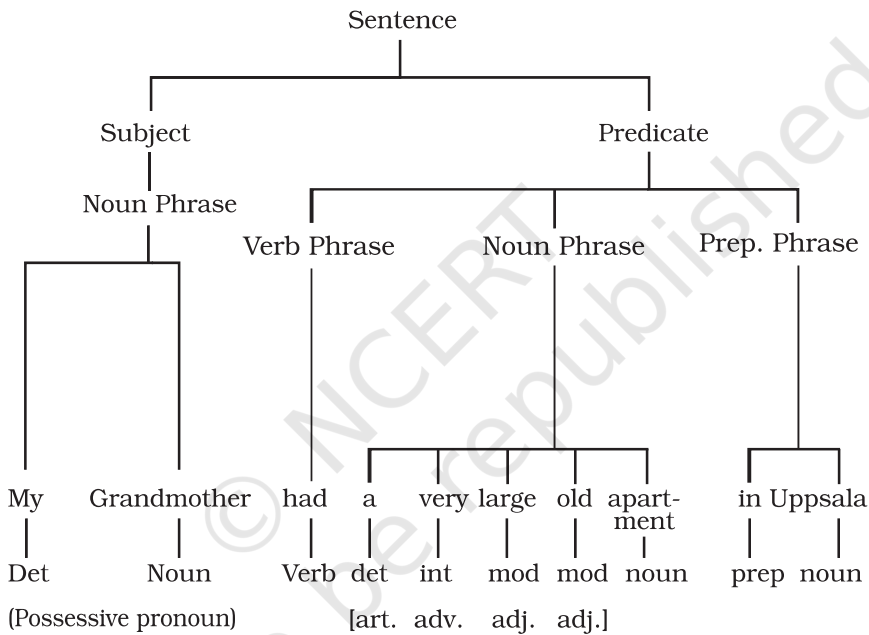 Sentence
Subject Predicate
Noun Phrase
Verb Phrase Noun Phrase Prep. Phrase
My Grandmother had a very large old apart-
ment in Uppsala
Det Noun Verb det int mod mod noun prep noun
(Possessive pronoun) [art. adv. adj. adj.]
© NCERT
be republished